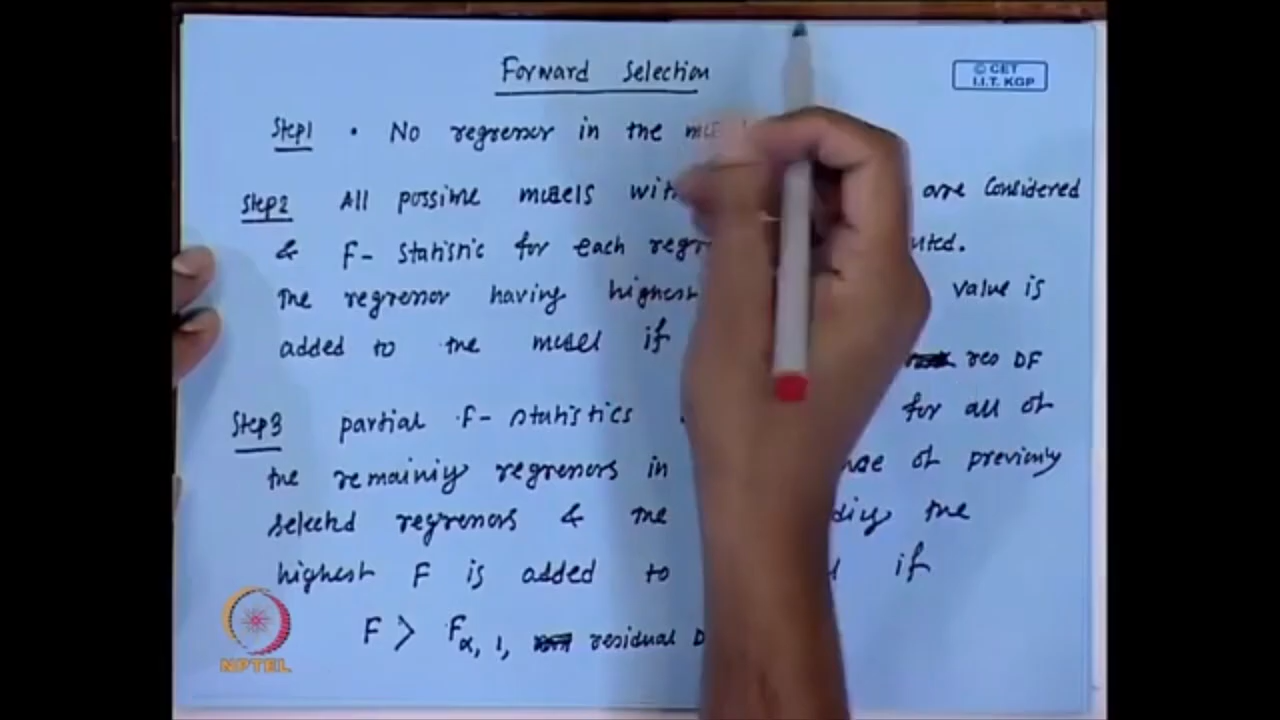 Forward Selection
© CET
I.I.T. KGP
Step1 • No regressor in the
Step2 All possible models with are Considered
& F- Statistic for each
The regressor having highest value is
added to the model if res DF
Step3 partial F- statistics for all of
the remaining regressors in of previously
selected regressors & the the
highest F is added to if
F > Fα, 1, residual
NPTEL